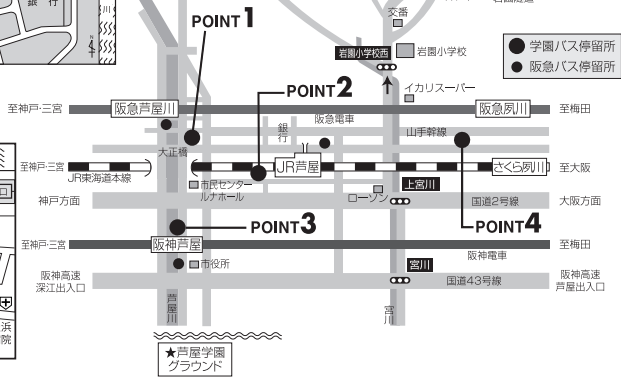 銀行
川
POINT1
交番
岩園小学校西
岩園小学校
学園バス停留所
阪急バス停留所
イカリスーパー
POINT2
至神戸・三宮
阪急芦屋川
阪急電車
阪急夙川
至梅田
銀行
山手幹線
大正橋
至神戸・三宮
JR東海道本線
JR芦屋
さくら夙川
至大阪
市民センター
ルナホール
上宮川
ローソン
神戸方面
国道2号線
大阪方面
POINT3
POINT4
至神戸・三宮
阪神芦屋
阪神電車
至梅田
市役所
宮川
阪神高速
深江出入口
国道43号線
阪神高速
芦屋出入口
芦屋川
宮川
浜
院
★芦屋学園
グラウンド